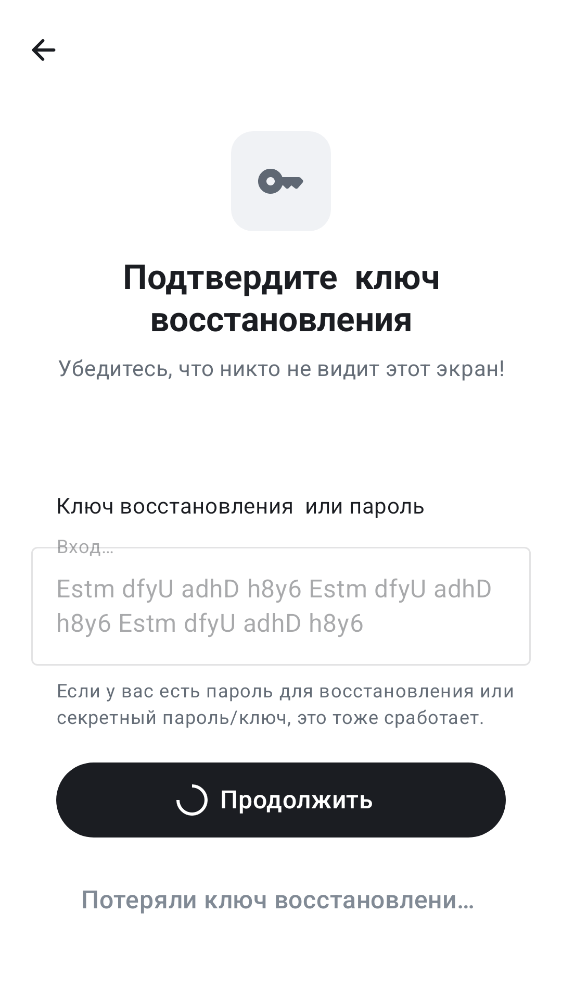 Подтвердите ключ
восстановления
Убедитесь, что никто не видит этот экран!
Ключ восстановления или пароль
Вход…
Estm dfyU adhD h8y6 Estm dfyU adhD
h8y6 Estm dfyU adhD h8y6
Если у вас есть пароль для восстановления или
секретный пароль/ключ, это тоже сработает.
Продолжить
Потеряли ключ восстановлени…